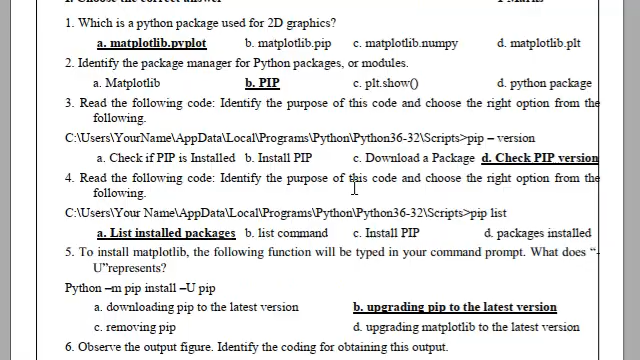 1. Which is a python package used for 2D graphics?
a. matplotlib.pyplot b. matplotlib.pip c. matplotlib.numpy d. matplotlib.plt
2. Identify the package manager for Python packages, or modules.
a. Matplotlib b. PIP c. plt.show() d. python package
3. Read the following code: Identify the purpose of this code and choose the right option from the
following.
C:\Users\YourName\AppData\Local\Programs\Python\Python36-32\Scripts>pip – version
a. Check if PIP is Installed b. Install PIP c. Download a Package d. Check PIP version
4. Read the following code: Identify the purpose of this code and choose the right option from the
following.
C:\Users\Your Name\AppData\Local\Programs\Python\Python36-32\Scripts>pip list
a. List installed packages b. list command c. Install PIP d. packages installed
5. To install matplotlib, the following function will be typed in your command prompt. What does “-
U”represents?
Python –m pip install –U pip
a. downloading pip to the latest version b. upgrading pip to the latest version
c. removing pip d. upgrading matplotlib to the latest version
6. Observe the output figure. Identify the coding for obtaining this output.